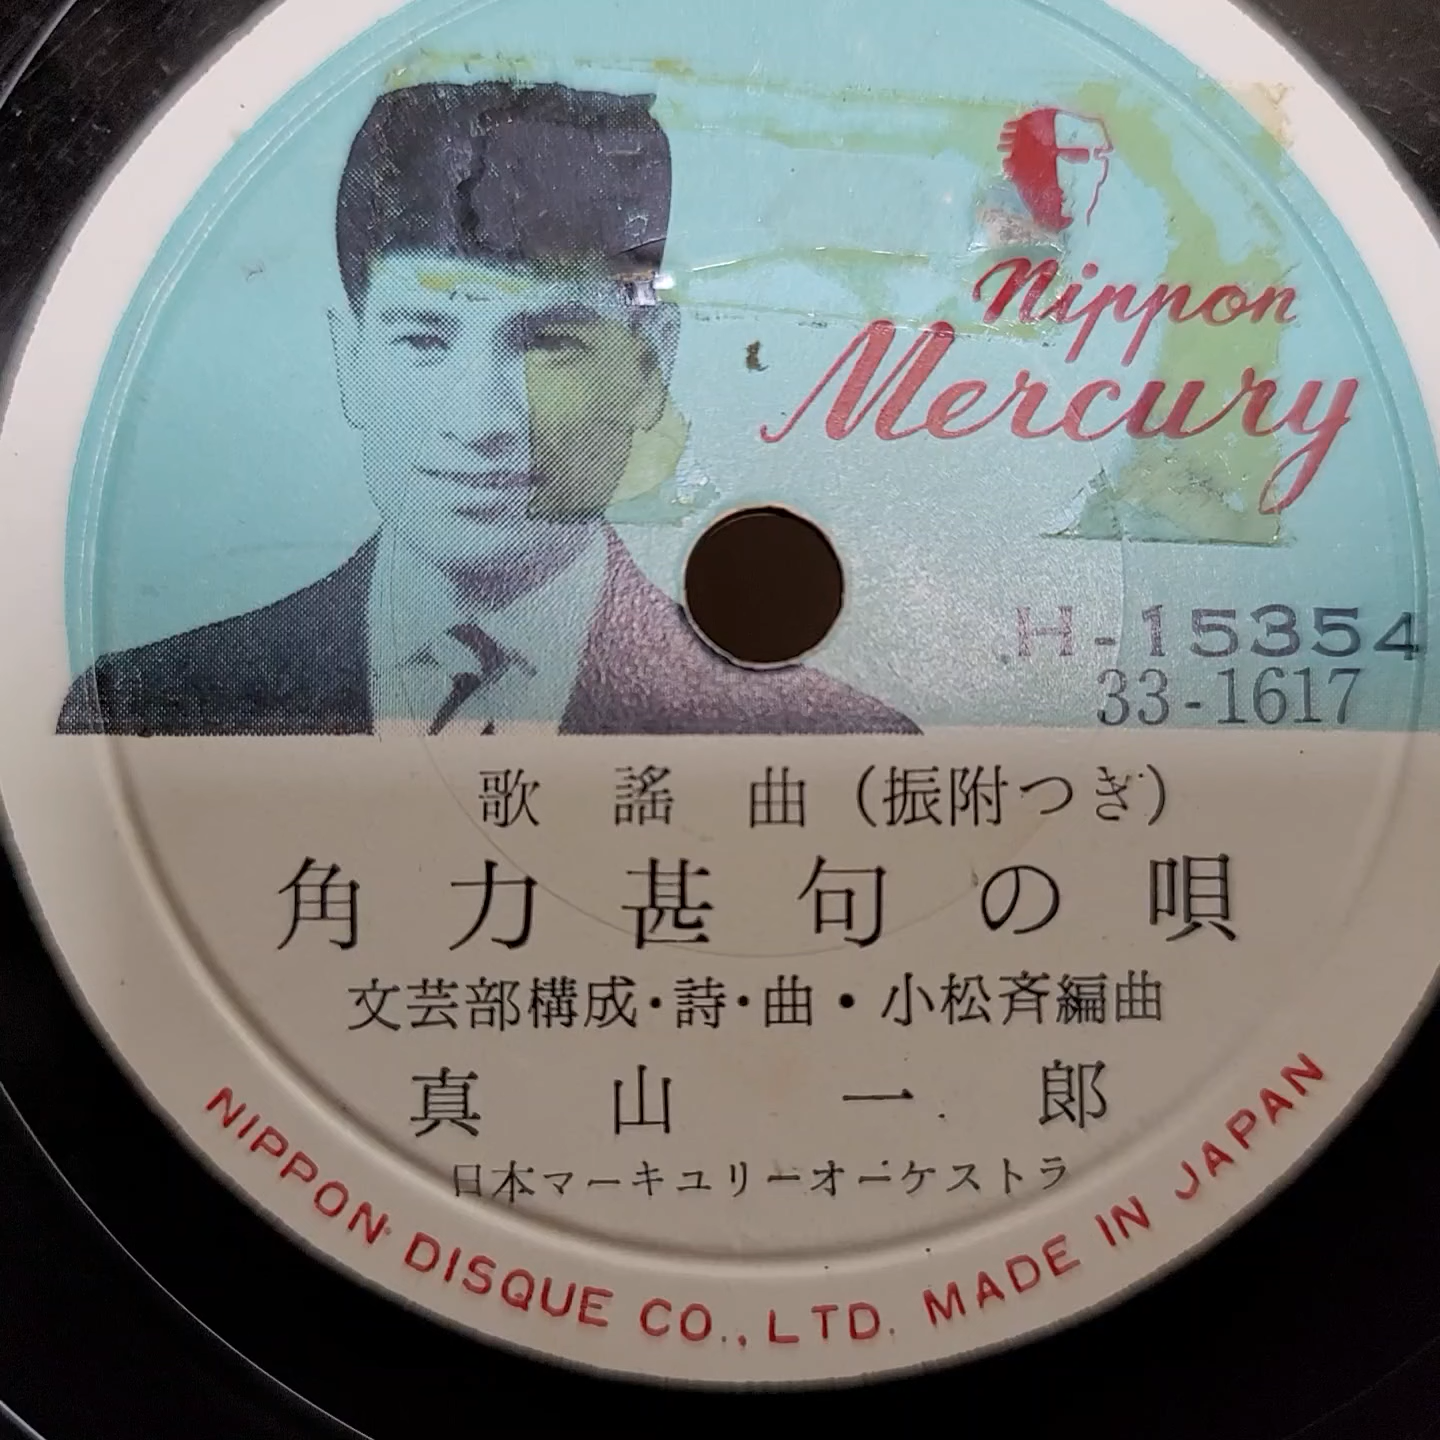 Nippon
Mercury
H-15354
33-1617
歌謡曲（振附つき）
角力甚句の唄
文芸部構成・詩・曲・小松斉編曲
真山一郎
日本マーキュリーオーケストラ
NIPPON DISQUE CO., LTD. MADE IN JAPAN